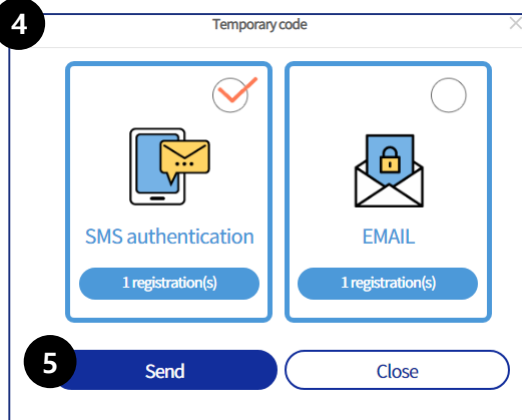 4
Temporary code
SMS authentication
EMAIL
1 registration(s)
1 registration(s)
5
Send
Close